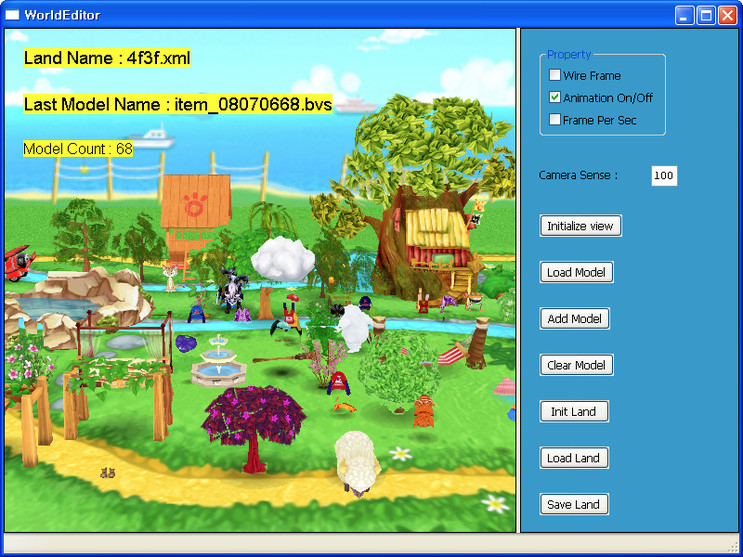 WorldEditor
Land Name : 4f3f.xml
Last Model Name : item_08070668.bvs
Model Count : 68
Property
Wire Frame
Animation On/Off
Frame Per Sec
Camera Sense : 100
Initialize view
Load Model
Add Model
Clear Model
Init Land
Load Land
Save Land